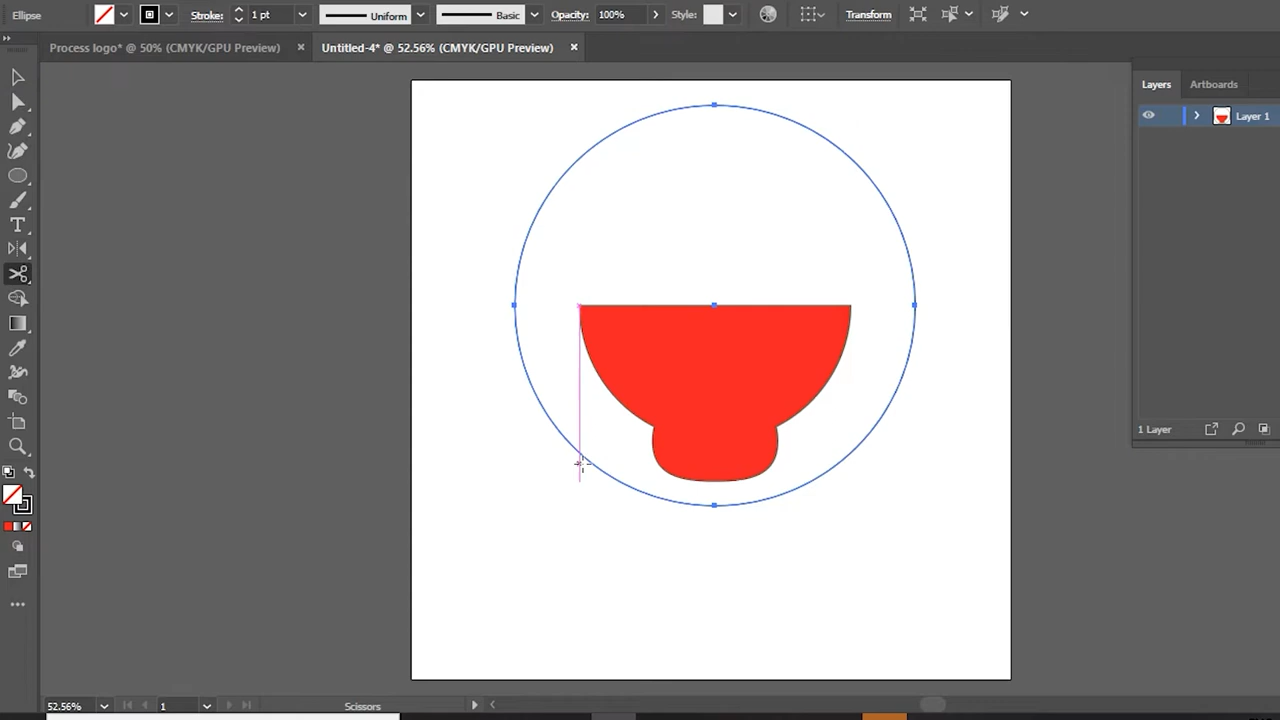 Ellipse Stroke: 1 pt Uniform Basic Opacity: 100% Style: Transform
Process logo* @ 50% (CMYK/GPU Preview) × Untitled-4* @ 52.56% (CMYK/GPU Preview) ×
Layers Artboards
Layer 1
T
1 Layer
52.56% 1 Scissors